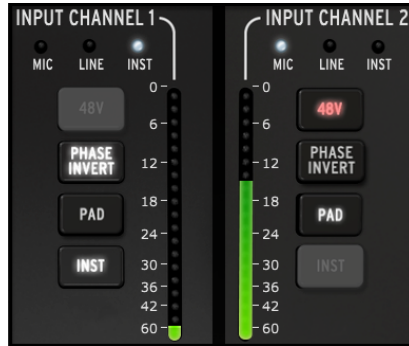 INPUT CHANNEL 1
MIC LINE INST
48V
PHASE
INVERT
PAD
INST
0
6
12
18
24
30
36
42
60
INPUT CHANNEL 2
MIC LINE INST
0
6
12
18
24
30
36
42
60
48V
PHASE
INVERT
PAD
INST